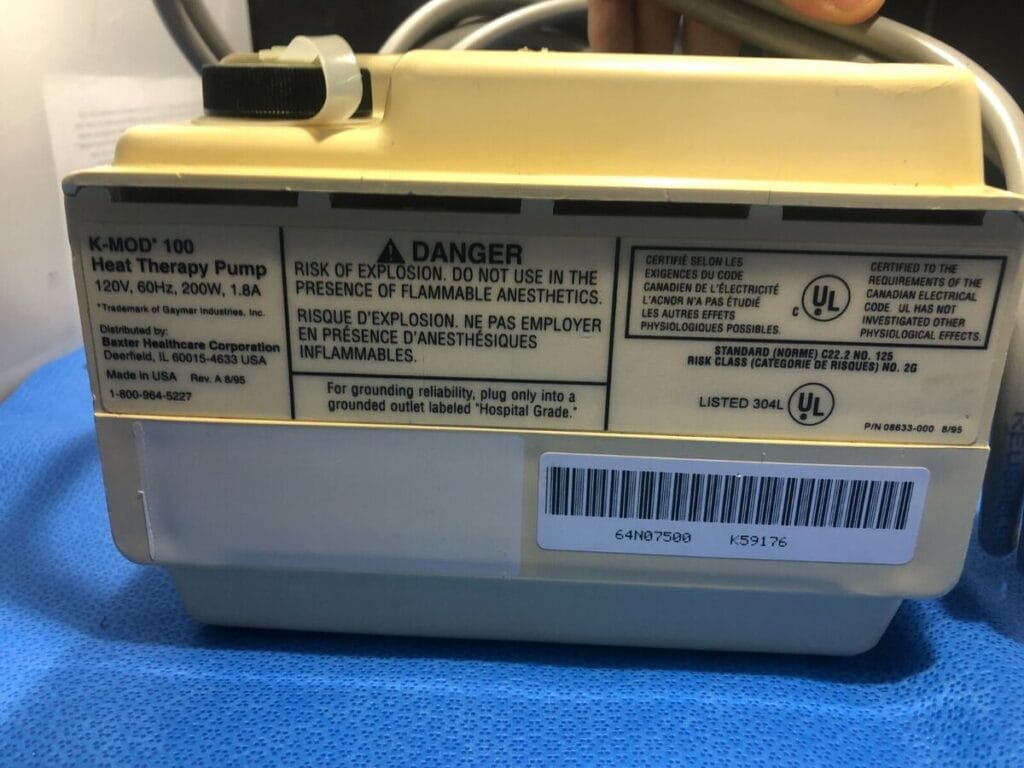 K-MOD* 100
Heat Therapy Pump
120V, 60Hz, 200W, 1.8A
*Trademark of Gaymar Industries, Inc.
Distributed by:
Baxter Healthcare Corporation
Deerfield, IL 60015-4633 USA
Made in USA Rev. A 8/95
1-800-964-5227
DANGER
RISK OF EXPLOSION. DO NOT USE IN THE
PRESENCE OF FLAMMABLE ANESTHETICS.
RISQUE D'EXPLOSION. NE PAS EMPLOYER
EN PRÉSENCE D'ANESTHÉSIQUES
INFLAMMABLES.
For grounding reliability, plug only into a
grounded outlet labeled "Hospital Grade."
CERTIFIÉ SELON LES
EXIGENCES DU CODE
CANADIEN DE L'ÉLECTRICITÉ
L'ACNOR N'A PAS ÉTUDIÉ
LES AUTRES EFFETS
PHYSIOLOGIQUES POSSIBLES.
C UL
CERTIFIED TO THE
REQUIREMENTS OF THE
CANADIAN ELECTRICAL
CODE. UL HAS NOT
INVESTIGATED OTHER
PHYSIOLOGICAL EFFECTS.
STANDARD (NORME) C22.2 NO. 125
RISK CLASS (CATEGORIE DE RISQUES) NO. 2G
LISTED 304L UL
P/N 08633-000 8/95
64N07500 K59176